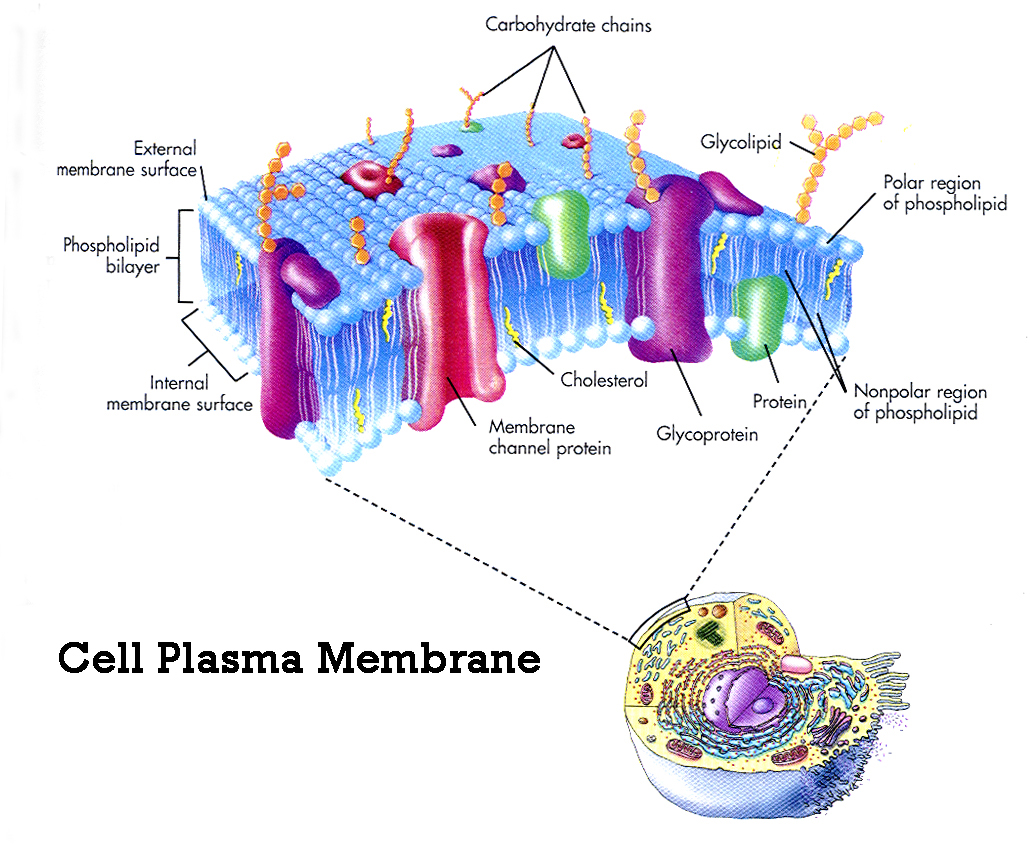 Carbohydrate chains
External
membrane surface
Glycolipid
Polar region
of phospholipid
Phospholipid
bilayer
Internal
membrane surface
Cholesterol
Membrane
channel protein
Glycoprotein
Protein
Nonpolar region
of phospholipid
Cell Plasma Membrane